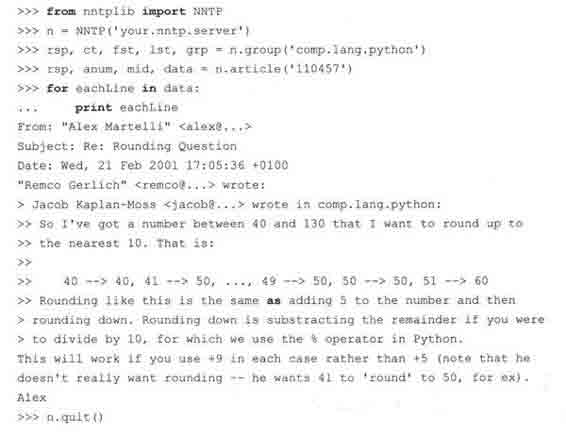 >>> from nntplib import NNTP
>>> n = NNTP('your.nntp.server')
>>> rsp, ct, fst, lst, grp = n.group('comp.lang.python')
>>> rsp, anum, mid, data = n.article('110457')
>>> for eachLine in data:
...     print eachLine
From: "Alex Martelli" <alex@...>
Subject: Re: Rounding Question
Date: Wed, 21 Feb 2001 17:05:36 +0100
"Remco Gerlich" <remco@...> wrote:
> Jacob Kaplan-Moss <jacob@...> wrote in comp.lang.python:
>> So I've got a number between 40 and 130 that I want to round up to
>> the nearest 10. That is:
>>
>>    40 --> 40, 41 --> 50, ..., 49 --> 50, 50 --> 50, 51 --> 60
>> Rounding like this is the same as adding 5 to the number and then
> rounding down. Rounding down is substracting the remainder if you were
> to divide by 10, for which we use the % operator in Python.
This will work if you use +9 in each case rather than +5 (note that he
doesn't really want rounding -- he wants 41 to 'round' to 50, for ex).
Alex
>>> n.quit()